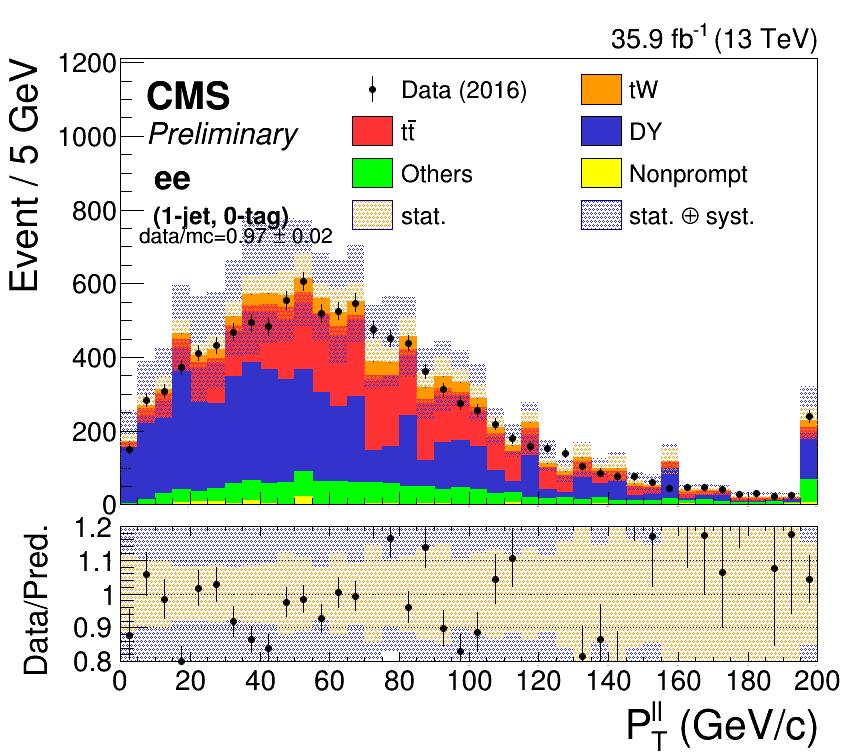 35.9 fb⁻¹ (13 TeV)
Event / 5 GeV
1200
1000
800
600
400
200
0
CMS
Preliminary
ee
(1-jet, 0-tag)
data/mc=0.97 ± 0.02
Data (2016)
tW
tt̄
DY
Others
Nonprompt
stat.
stat. ⊕ syst.
Data/Pred.
1.2
1.1
1
0.9
0.8
0 20 40 60 80 100 120 140 160 180 200
P_T^{ll} (GeV/c)